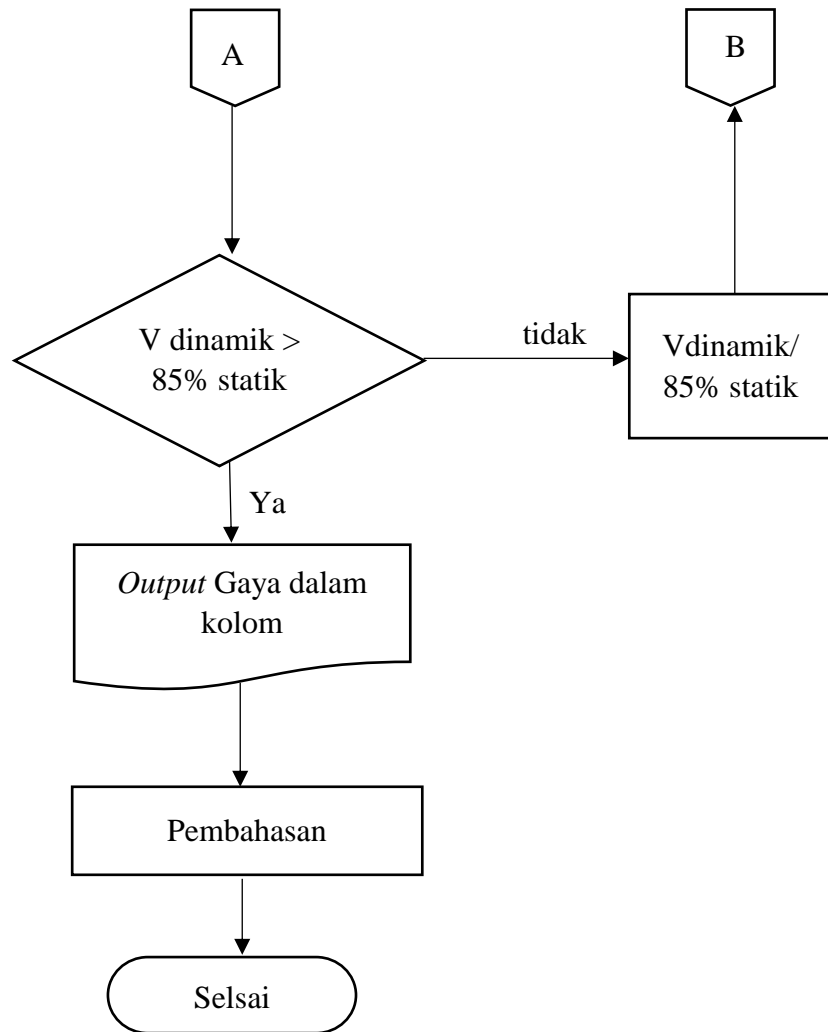 A
B
V dinamik >
85% statik
tidak
Vdinamik/
85% statik
Ya
Output Gaya dalam
kolom
Pembahasan
Selsai